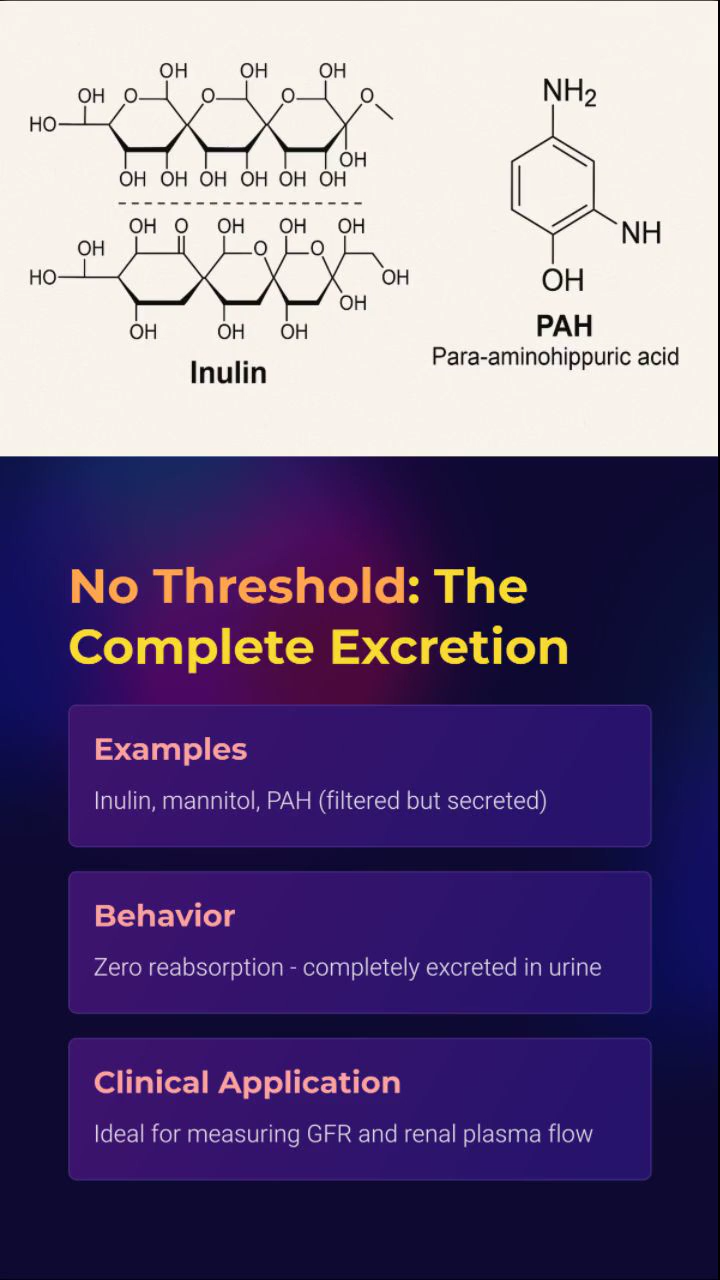 OH OH OH
OH O O O O
HO
OH
OH OH OH OH OH OH
OH O OH OH OH
OH O O
HO OH
OH
OH OH OH
Inulin
NH2
NH
OH
PAH
Para-aminohippuric acid
No Threshold: The
Complete Excretion
Examples
Inulin, mannitol, PAH (filtered but secreted)
Behavior
Zero reabsorption - completely excreted in urine
Clinical Application
Ideal for measuring GFR and renal plasma flow